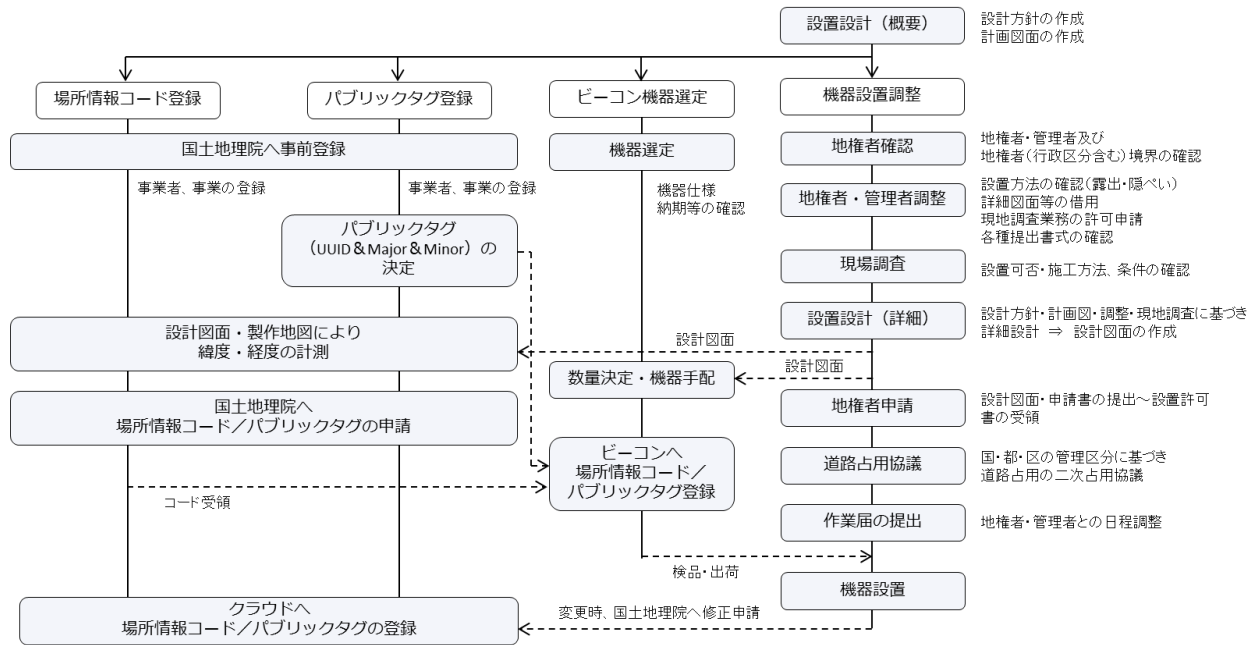 設置設計（概要）
設計方針の作成
計画図面の作成
場所情報コード登録
パブリックタグ登録
ビーコン機器選定
機器設置調整
国土地理院へ事前登録
機器選定
地権者確認
地権者・管理者及び
地権者（行政区分含む）境界の確認
事業者、事業の登録
事業者、事業の登録
機器仕様
納期等の確認
地権者・管理者調整
設置方法の確認（露出・隠ぺい）
詳細図面等の借用
現地調査業務の許可申請
各種提出書式の確認
パブリックタグ
（UUID＆Major＆Minor）の
決定
現場調査
設置可否・施工方法、条件の確認
設計図面・製作地図により
緯度・経度の計測
設置設計（詳細）
設計方針・計画図・調整・現地調査に基づき
詳細設計 ⇒ 設計図面の作成
設計図面
設計図面
数量決定・機器手配
国土地理院へ
場所情報コード／パブリックタグの申請
地権者申請
設計図面・申請書の提出～設置許可
書の受領
ビーコンへ
場所情報コード／
パブリックタグ登録
道路占用協議
国・都・区の管理区分に基づき
道路占用の二次占用協議
コード受領
作業届の提出
地権者・管理者との日程調整
検品・出荷
機器設置
クラウドへ
場所情報コード／パブリックタグの登録
変更時、国土地理院へ修正申請